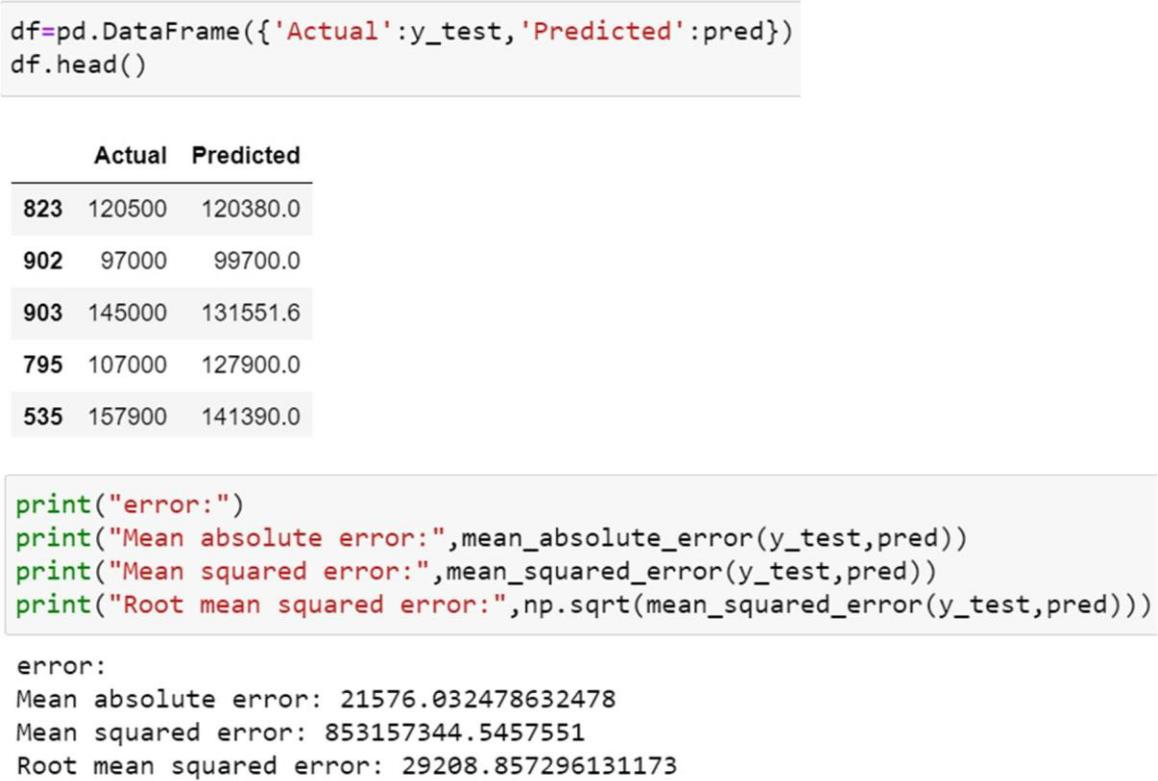 df=pd.DataFrame({'Actual':y_test,'Predicted':pred})
df.head()
Actual Predicted
823 120500 120380.0
902 97000 99700.0
903 145000 131551.6
795 107000 127900.0
535 157900 141390.0
print("error:")
print("Mean absolute error:",mean_absolute_error(y_test,pred))
print("Mean squared error:",mean_squared_error(y_test,pred))
print("Root mean squared error:",np.sqrt(mean_squared_error(y_test,pred)))
error:
Mean absolute error: 21576.032478632478
Mean squared error: 853157344.5457551
Root mean squared error: 29208.857296131173